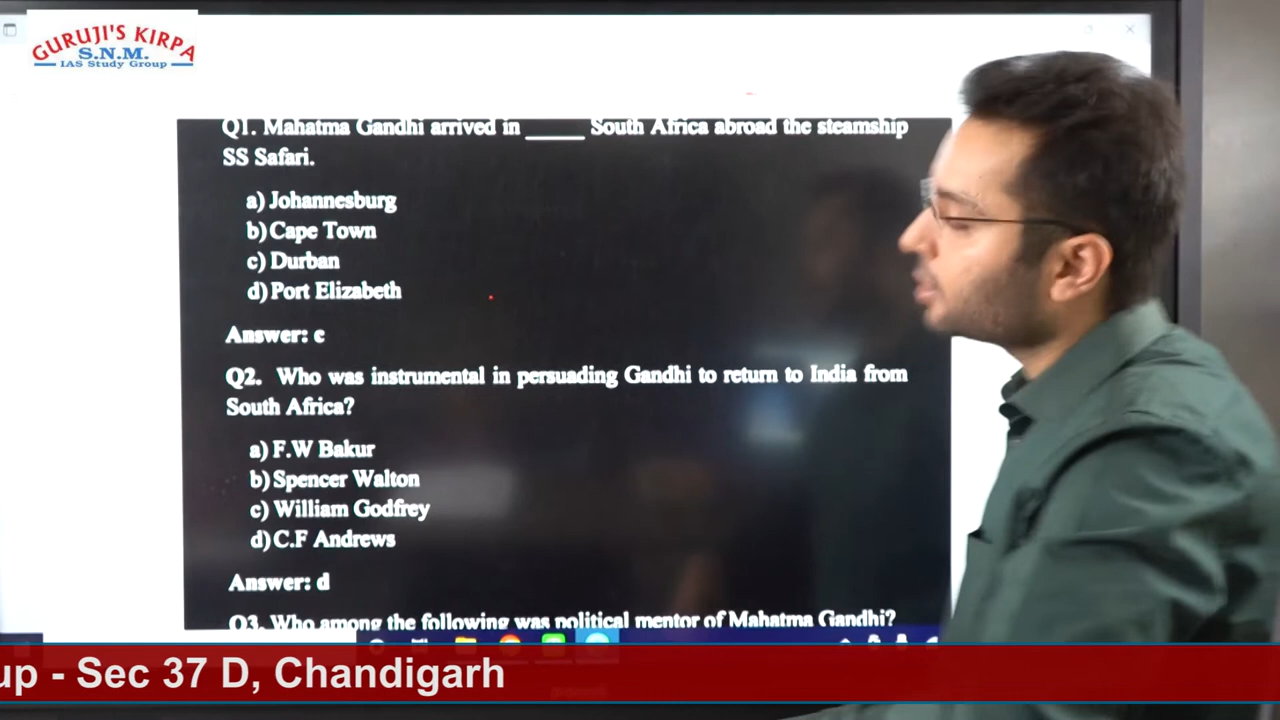 GURUJI'S KIRPA
S.N.M.
IAS Study Group
Q1. Mahatma Gandhi arrived in _____ South Africa abroad the steamship
SS Safari.
a) Johannesburg
b) Cape Town
c) Durban
d) Port Elizabeth
Answer: c
Q2. Who was instrumental in persuading Gandhi to return to India from
South Africa?
a) F.W Bakur
b) Spencer Walton
c) William Godfrey
d) C.F Andrews
Answer: d
Q3. Who among the following was political mentor of Mahatma Gandhi?
up - Sec 37 D, Chandigarh